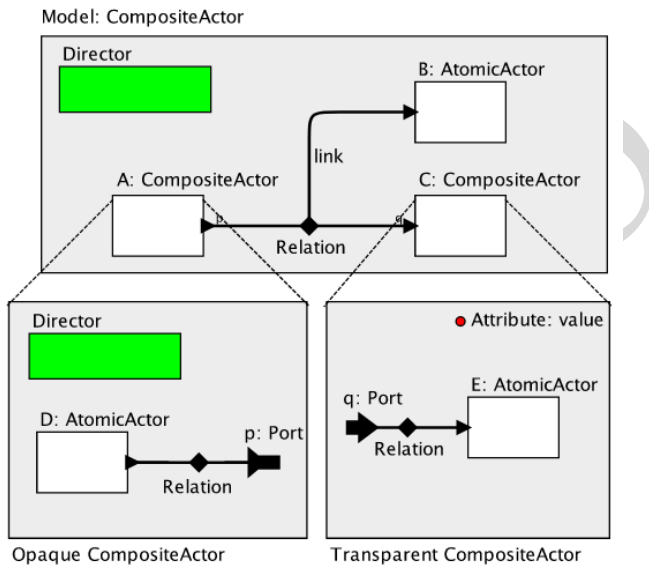 Model: CompositeActor
Director
B: AtomicActor
link
A: CompositeActor
C: CompositeActor
p
q
Relation
Director
Attribute: value
E: AtomicActor
q: Port
D: AtomicActor
p: Port
Relation
Relation
Opaque CompositeActor
Transparent CompositeActor